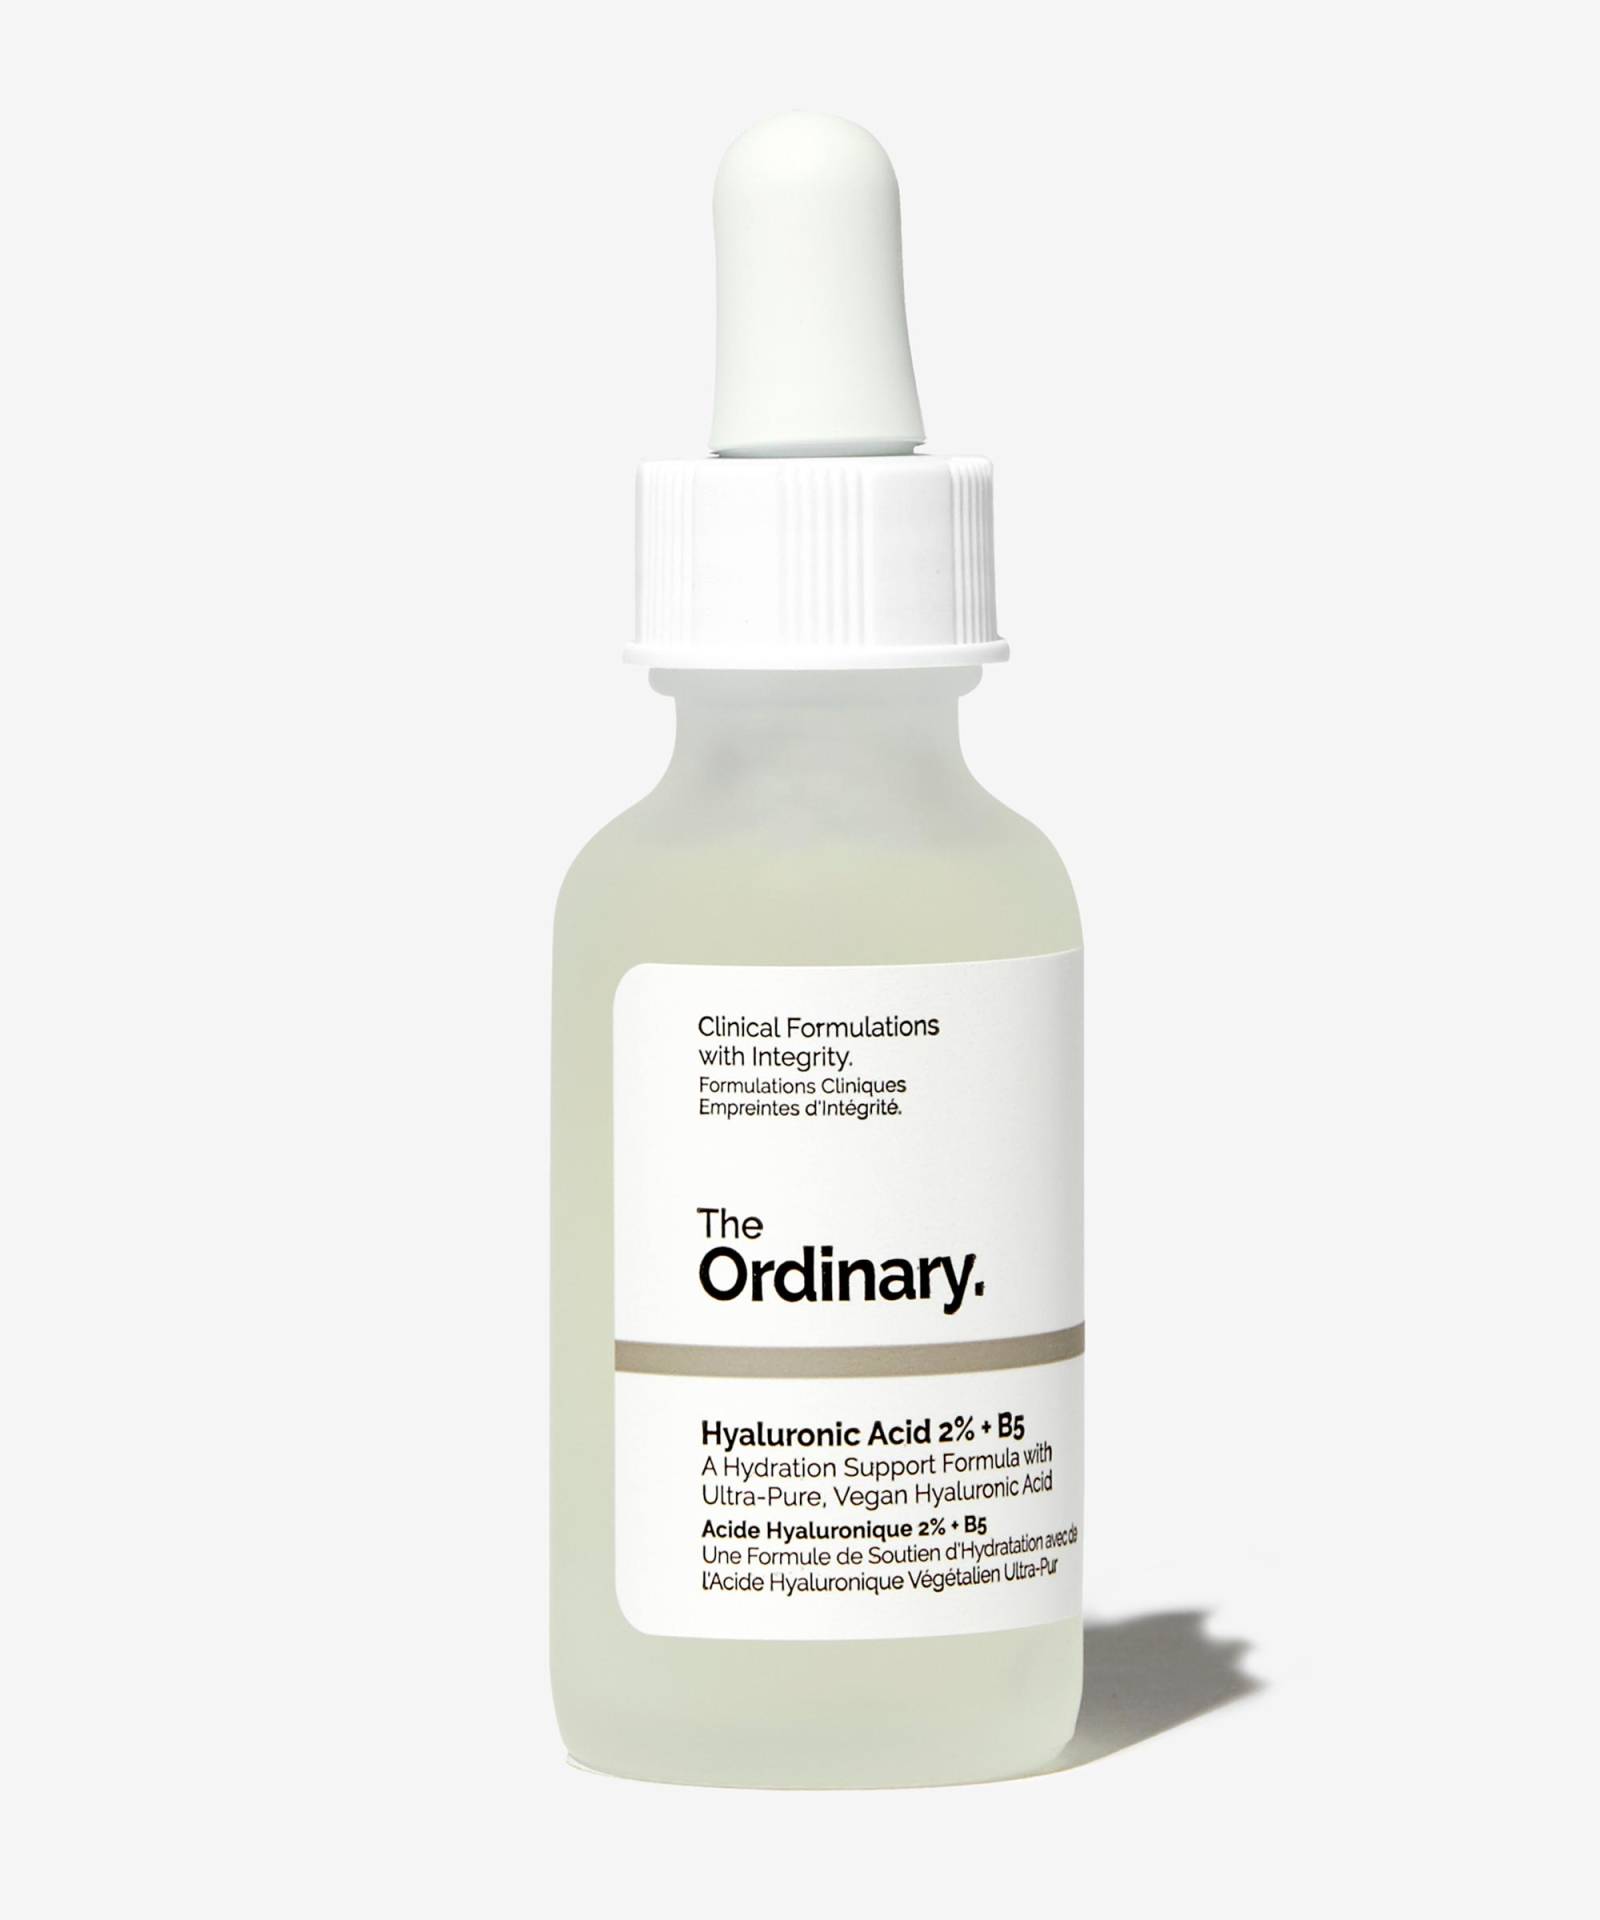 Clinical Formulations
with Integrity.
Formulations Cliniques
Empreintes d'Intégrité.
The
Ordinary.
Hyaluronic Acid 2% + B5
A Hydration Support Formula with
Ultra-Pure, Vegan Hyaluronic Acid
Acide Hyaluronique 2% + B5
Une Formule de Soutien d'Hydratation avec de
l'Acide Hyaluronique Végétalien Ultra-Pur